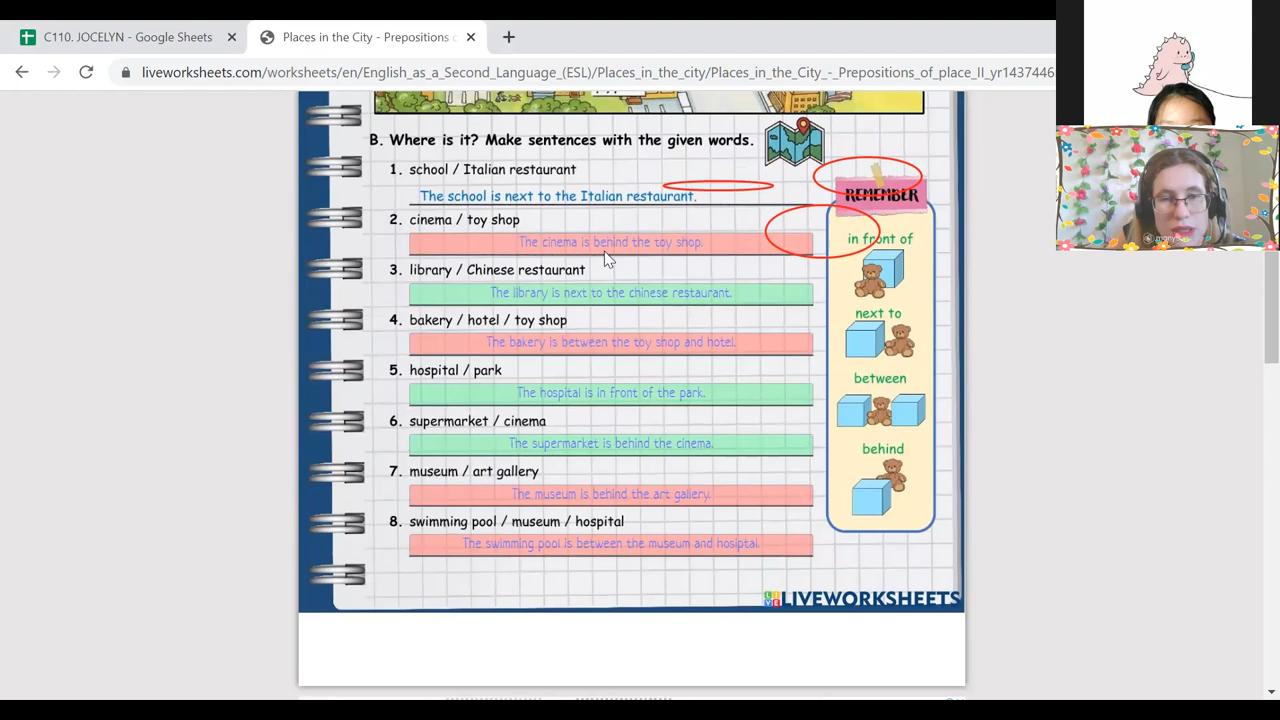 C110. JOCELYN - Google Sheets
Places in the City - Prepositions
liveworksheets.com/worksheets/en/English_as_a_Second_Language_(ESL)/Places_in_the_city/Places_in_the_City_-_Prepositions_of_place_II_yr1437446
B. Where is it? Make sentences with the given words.
1. school / Italian restaurant
The school is next to the Italian restaurant.
2. cinema / toy shop
The cinema is behind the toy shop.
3. library / Chinese restaurant
The library is next to the chinese restaurant.
4. bakery / hotel / toy shop
The bakery is between the toy shop and hotel.
5. hospital / park
The hospital is in front of the park.
6. supermarket / cinema
The supermarket is behind the cinema.
7. museum / art gallery
The museum is behind the art gallery.
8. swimming pool / museum / hospital
The swimming pool is between the museum and hosiptal.
REMEMBER
in front of
next to
between
behind
LIVE
LIVEWORKSHEETS